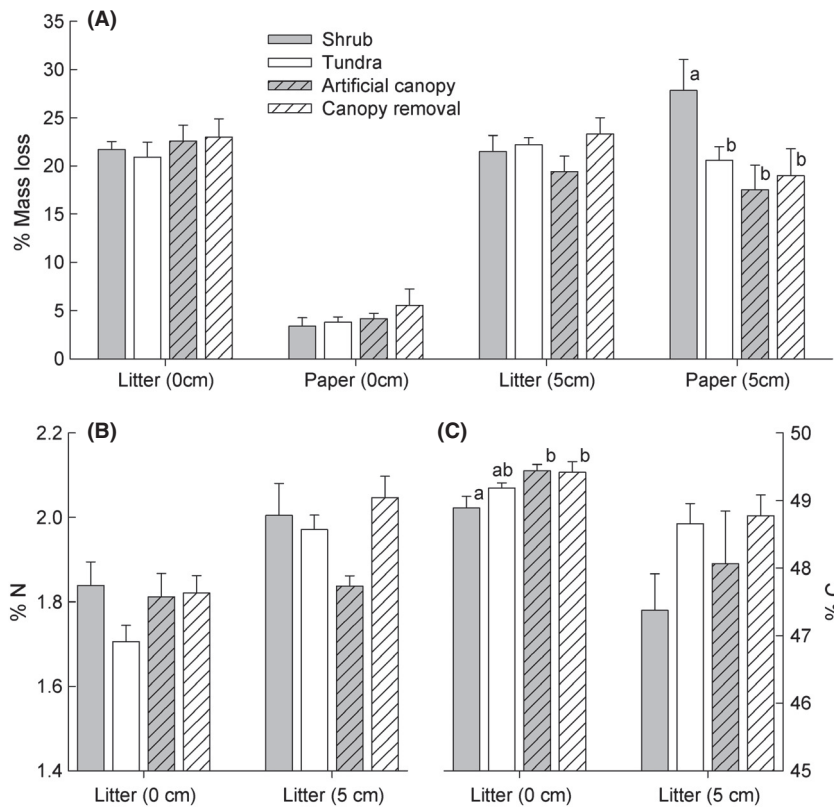 (A)
35
30
25
20
15
10
5
0
% Mass loss
Shrub
Tundra
Artificial canopy
Canopy removal
a
b
b
b
Litter (0cm) Paper (0cm) Litter (5cm) Paper (5cm)
(B)
2.2
2.0
1.8
1.6
1.4
% N
Litter (0 cm) Litter (5 cm)
(C)
a
ab
b
b
50
49
48
47
46
45
% C
Litter (0 cm) Litter (5 cm)